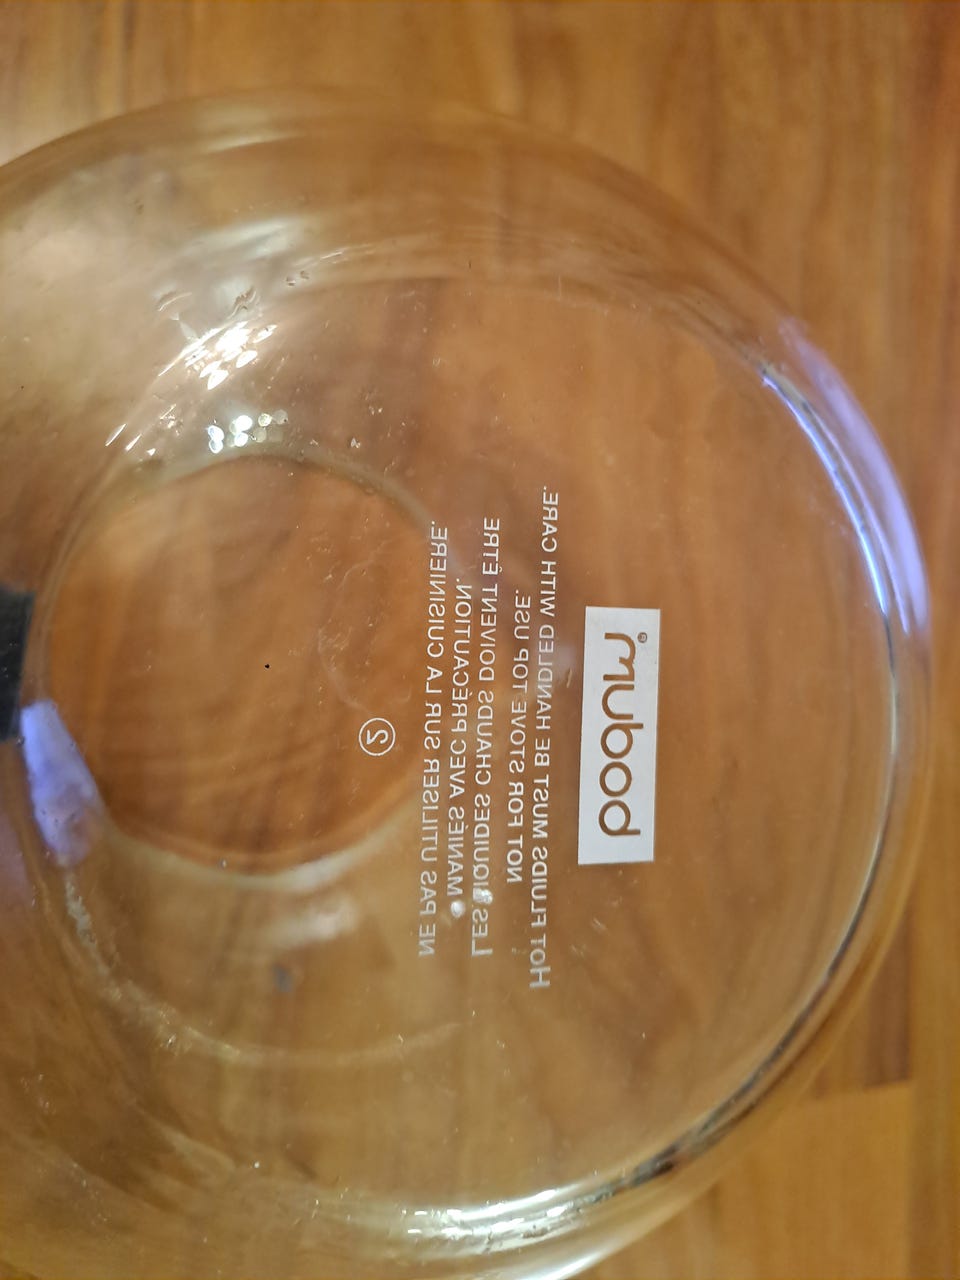 bodum®
HOT FLUIDS MUST BE HANDLED WITH CARE.
NOT FOR STOVE TOP USE.
LES LIQUIDES CHAUDS DOIVENT ÊTRE
MANIÉS AVEC PRÉCAUTION.
NE PAS UTILISER SUR LA CUISINIERE.
2